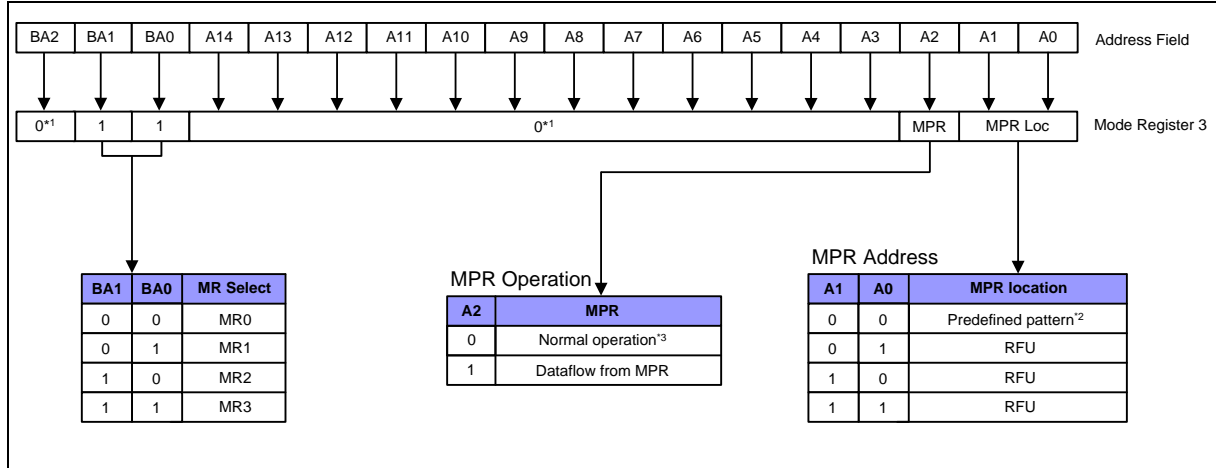 BA2 BA1 BA0 A14 A13 A12 A11 A10 A9 A8 A7 A6 A5 A4 A3 A2 A1 A0 Address Field
0*1 1 1 0*1 MPR MPR Loc Mode Register 3
BA1 BA0 MR Select
0 0 MR0
0 1 MR1
1 0 MR2
1 1 MR3
MPR Operation
A2 MPR
0 Normal operation*3
1 Dataflow from MPR
MPR Address
A1 A0 MPR location
0 0 Predefined pattern*2
0 1 RFU
1 0 RFU
1 1 RFU